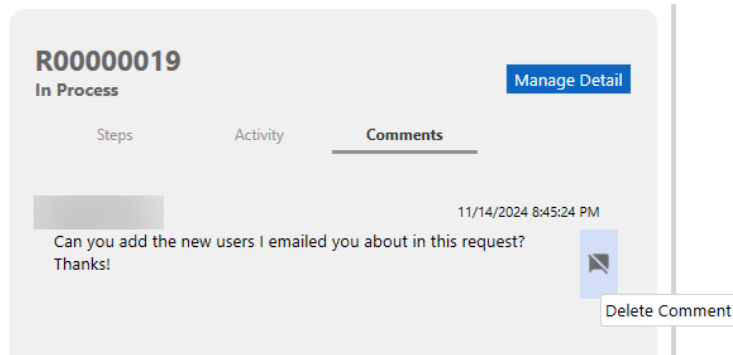 R00000019
In Process
Manage Detail
Steps Activity Comments
11/14/2024 8:45:24 PM
Can you add the new users I emailed you about in this request?
Thanks!
Delete Comment